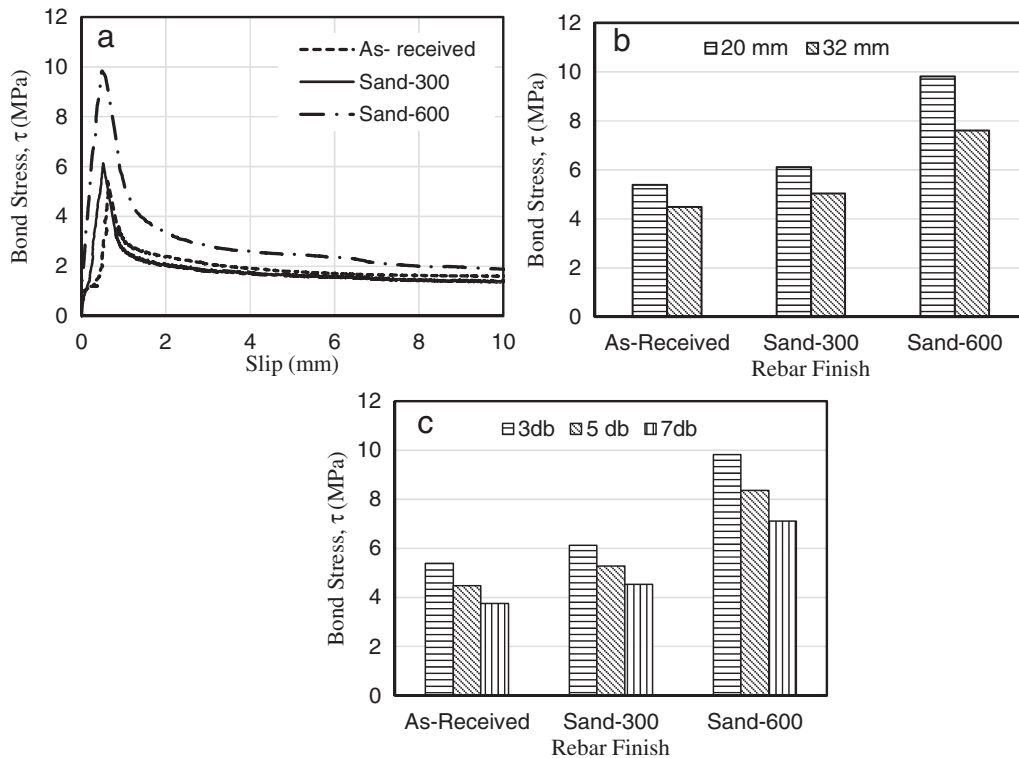 a
Bond Stress, τ (MPa)
12
10
8
6
4
2
0
As- received
Sand-300
Sand-600
0 2 4 6 8 10
Slip (mm)
b
Bond Stress, τ (MPa)
12
10
8
6
4
2
0
20 mm 32 mm
As-Received Sand-300 Sand-600
Rebar Finish
c
Bond Stress, τ (MPa)
12
10
8
6
4
2
0
3db 5 db 7db
As-Received Sand-300 Sand-600
Rebar Finish